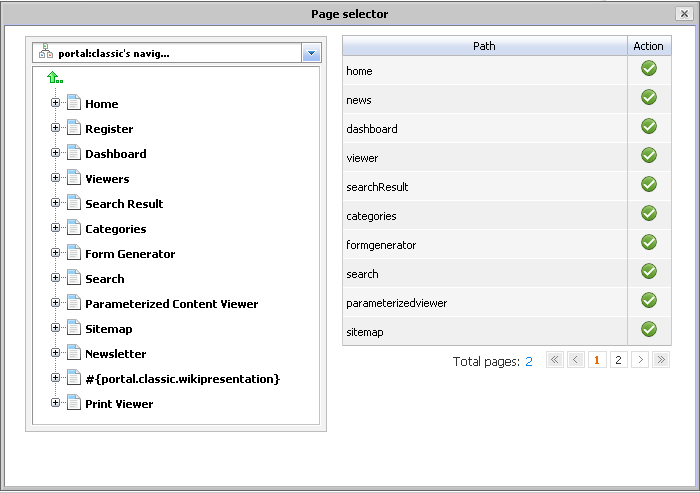 Page selector
portal:classic's navig...
Home
Register
Dashboard
Viewers
Search Result
Categories
Form Generator
Search
Parameterized Content Viewer
Sitemap
Newsletter
#{portal.classic.wikipresentation}
Print Viewer
Path Action
home
news
dashboard
viewer
searchResult
categories
formgenerator
search
parameterizedviewer
sitemap
Total pages: 2 1 2